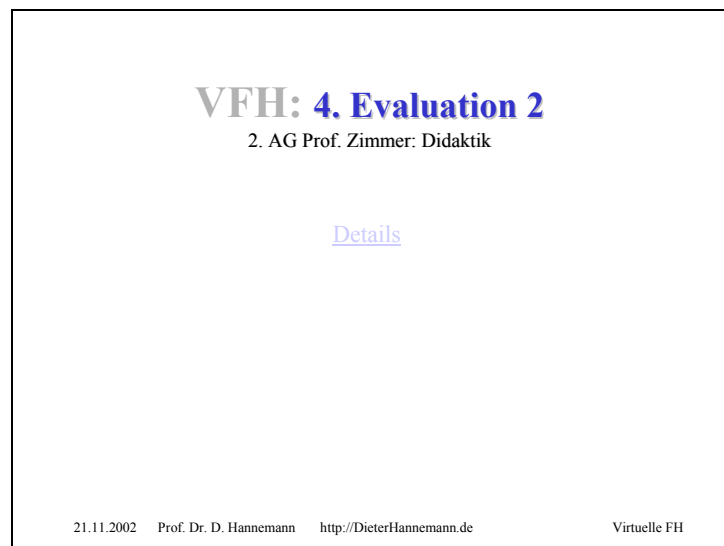 VFH: 4. Evaluation 2
2. AG Prof. Zimmer: Didaktik
Details
21.11.2002 Prof. Dr. D. Hannemann http://DieterHannemann.de Virtuelle FH